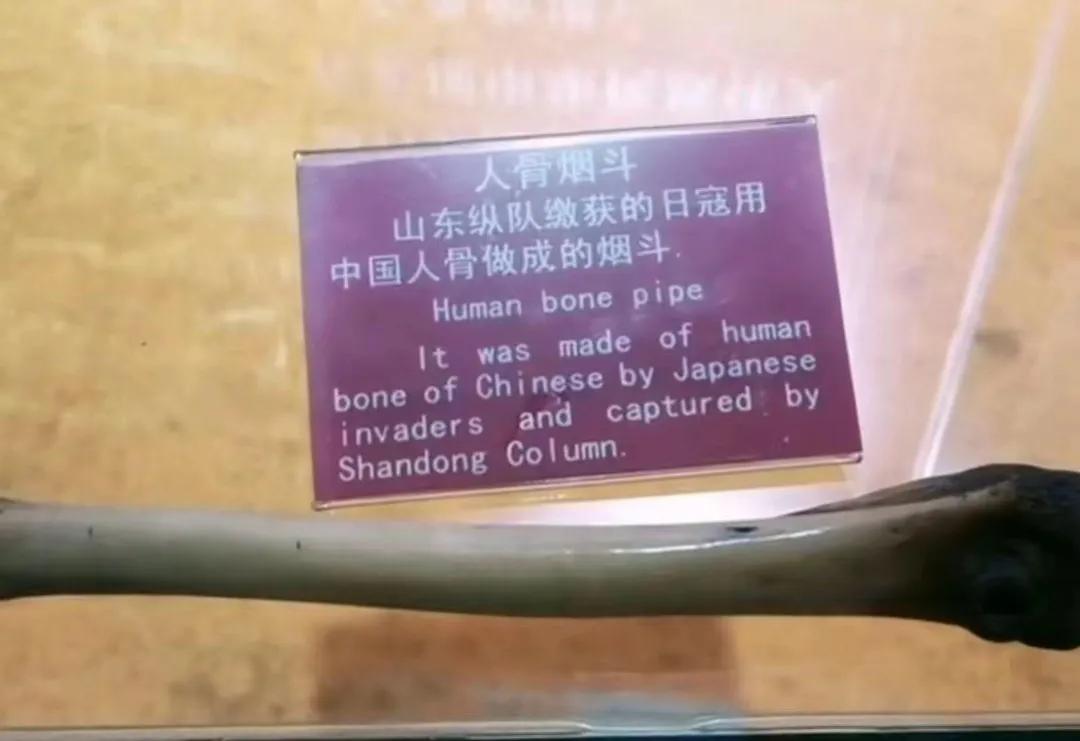 人骨烟斗
山东纵队缴获的日寇用
中国人骨做成的烟斗.
Human bone pipe
It was made of human
bone of Chinese by Japanese
invaders and captured by
Shandong Column.